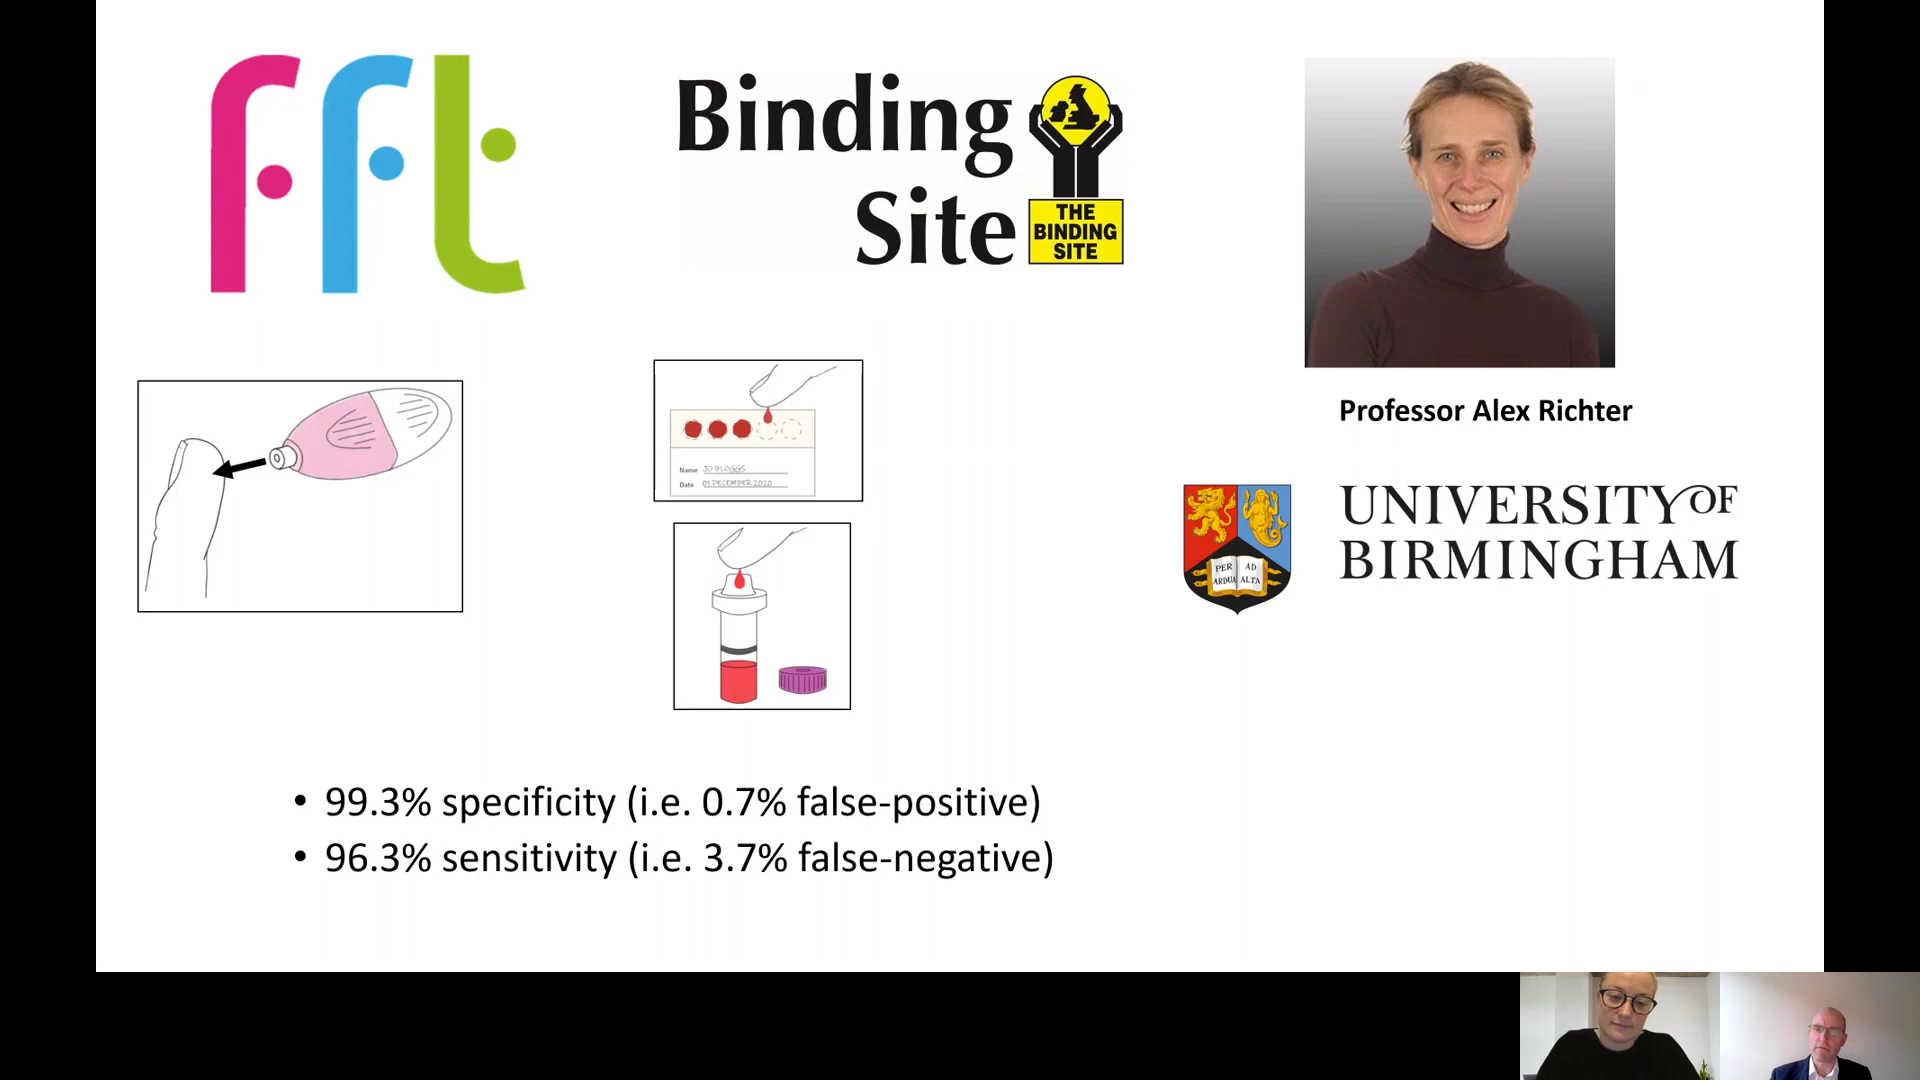 fft
Binding
Site
THE
BINDING
SITE
Professor Alex Richter
Name JO BLOGGS
Date 01 DECEMBER 2020
UNIVERSITY OF
BIRMINGHAM
PER AD
ARDUA ALTA
• 99.3% specificity (i.e. 0.7% false-positive)
• 96.3% sensitivity (i.e. 3.7% false-negative)